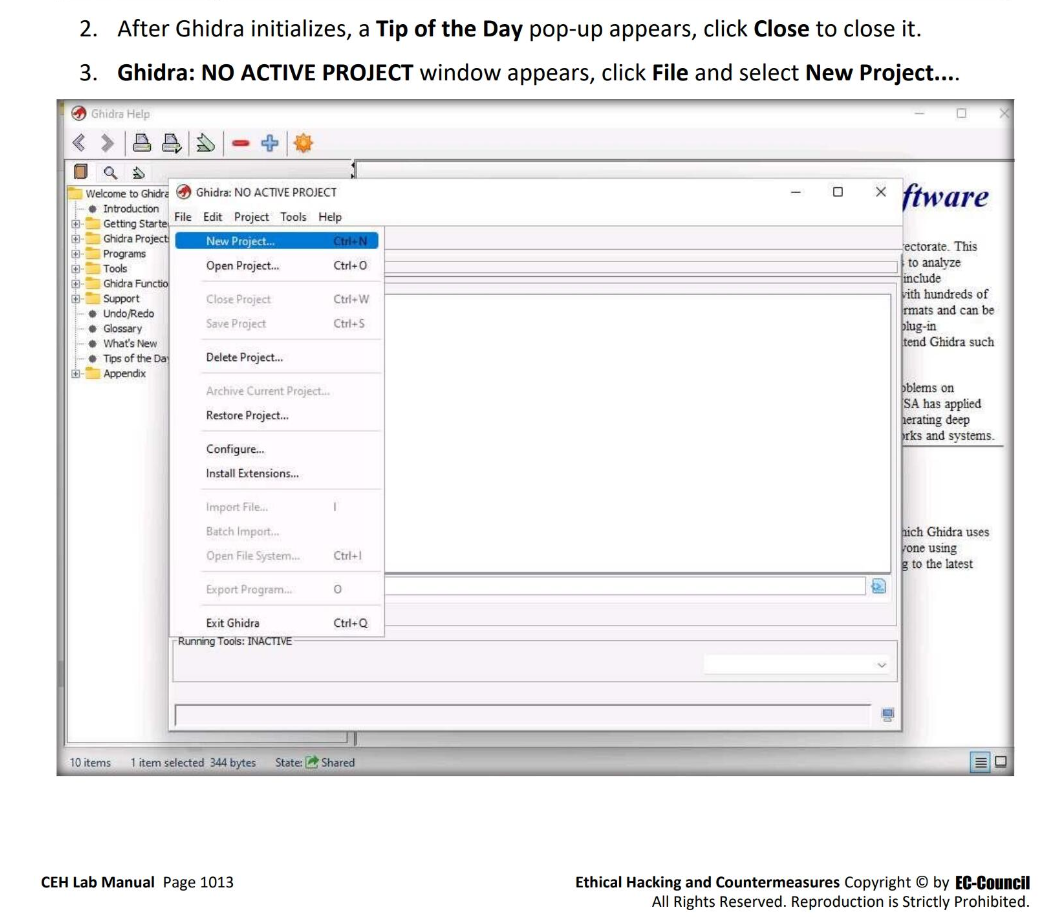 2. After Ghidra initializes, a Tip of the Day pop-up appears, click Close to close it.
3. Ghidra: NO ACTIVE PROJECT window appears, click File and select New Project....
Ghidra Help
Welcome to Ghidra
Introduction
Getting Starte
Ghidra Project
Programs
Tools
Ghidra Functio
Support
Undo/Redo
Glossary
What's New
Tips of the Da
Appendix
Ghidra: NO ACTIVE PROJECT
File Edit Project Tools Help
New Project... Ctrl+N
Open Project... Ctrl+O
Close Project Ctrl+W
Save Project Ctrl+S
Delete Project...
Archive Current Project...
Restore Project...
Configure...
Install Extensions...
Import File... I
Batch Import...
Open File System... Ctrl+I
Export Program... O
Exit Ghidra Ctrl+Q
Running Tools: INACTIVE
ftware
ectorate. This
to analyze
include
with hundreds of
rmats and can be
plug-in
tend Ghidra such
oblems on
SA has applied
nerating deep
orks and systems.
hich Ghidra uses
yone using
g to the latest
10 items 1 item selected 344 bytes State: Shared
CEH Lab Manual Page 1013
Ethical Hacking and Countermeasures Copyright © by EC-Council
All Rights Reserved. Reproduction is Strictly Prohibited.